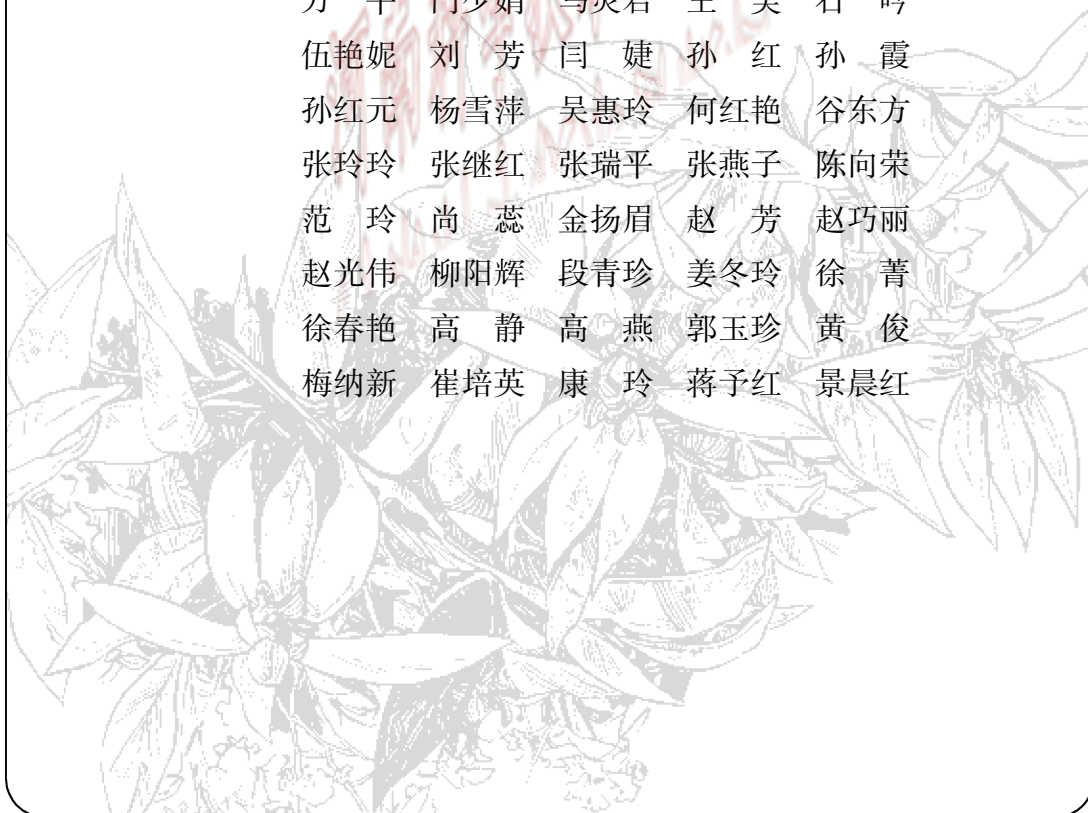 伍艳妮 刘 芳 闫 婕 孙 红 孙 霞
孙红元 杨雪萍 吴惠玲 何红艳 谷东方
张玲玲 张继红 张瑞平 张燕子 陈向荣
范 玲 尚 蕊 金扬眉 赵 芳 赵巧丽
赵光伟 柳阳辉 段青珍 姜冬玲 徐 菁
徐春艳 高 静 高 燕 郭玉珍 黄 俊
梅纳新 崔培英 康 玲 蒋予红 景晨红